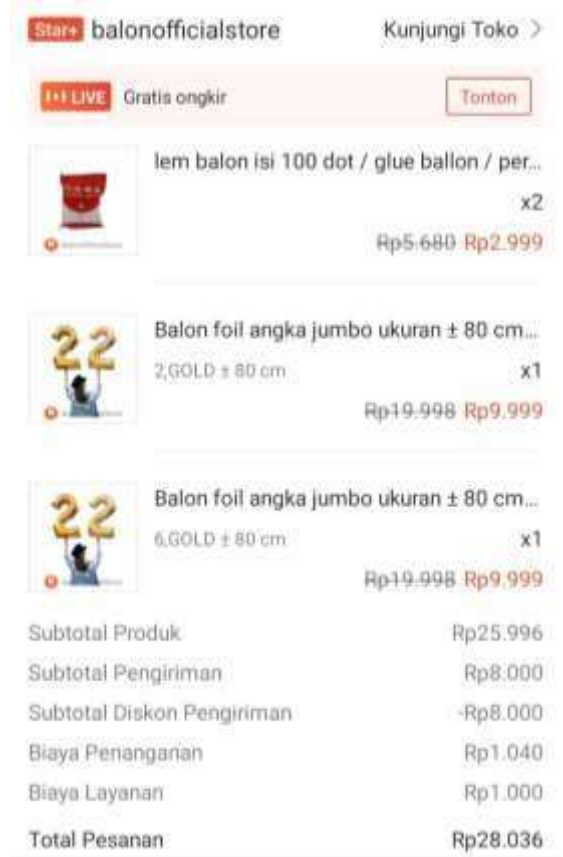 Star+ balonofficialstore Kunjungi Toko >
LIVE Gratis ongkir Tonton
lem balon isi 100 dot / glue ballon / per...
x2
Rp5.680 Rp2.999
Balon foil angka jumbo ukuran ± 80 cm...
2,GOLD ± 80 cm x1
Rp19.998 Rp9.999
Balon foil angka jumbo ukuran ± 80 cm...
6,GOLD ± 80 cm x1
Rp19.998 Rp9.999
Subtotal Produk Rp25.996
Subtotal Pengiriman Rp8.000
Subtotal Diskon Pengiriman -Rp8.000
Biaya Penanganan Rp1.040
Biaya Layanan Rp1.000
Total Pesanan Rp28.036